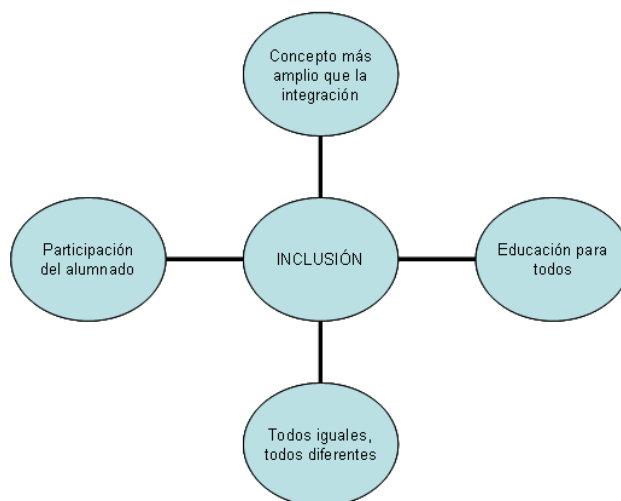 Concepto más
amplio que la
integración
Participación
del alumnado
INCLUSIÓN
Educación para
todos
Todos iguales,
todos diferentes